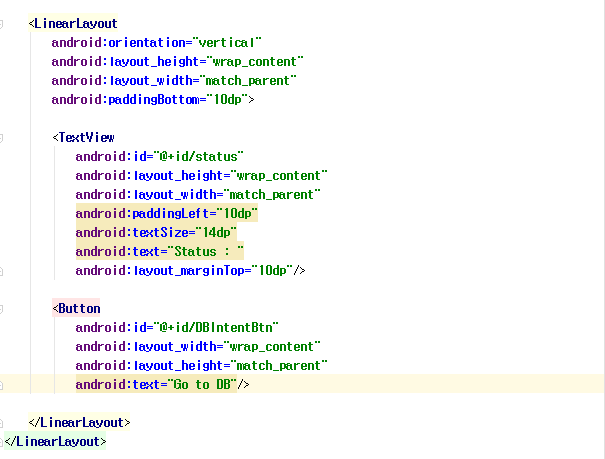 <LinearLayout
android:orientation="vertical"
android:layout_height="wrap_content"
android:layout_width="match_parent"
android:paddingBottom="10dp">
<TextView
android:id="@+id/status"
android:layout_height="wrap_content"
android:layout_width="match_parent"
android:paddingLeft="10dp"
android:textSize="14dp"
android:text="Status : "
android:layout_marginTop="10dp"/>
<Button
android:id="@+id/DBIntentBtn"
android:layout_width="wrap_content"
android:layout_height="match_parent"
android:text="Go to DB"/>
</LinearLayout>
</LinearLayout>